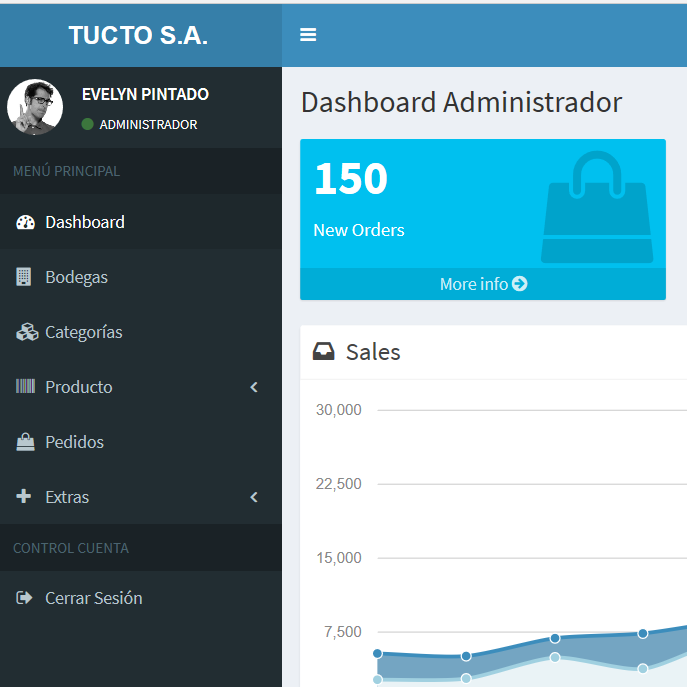 TUCTO S.A.
EVELYN PINTADO
ADMINISTRADOR
MENÚ PRINCIPAL
Dashboard
Bodegas
Categorías
Producto
Pedidos
Extras
CONTROL CUENTA
Cerrar Sesión
Dashboard Administrador
150
New Orders
More info
Sales
30,000
22,500
15,000
7,500